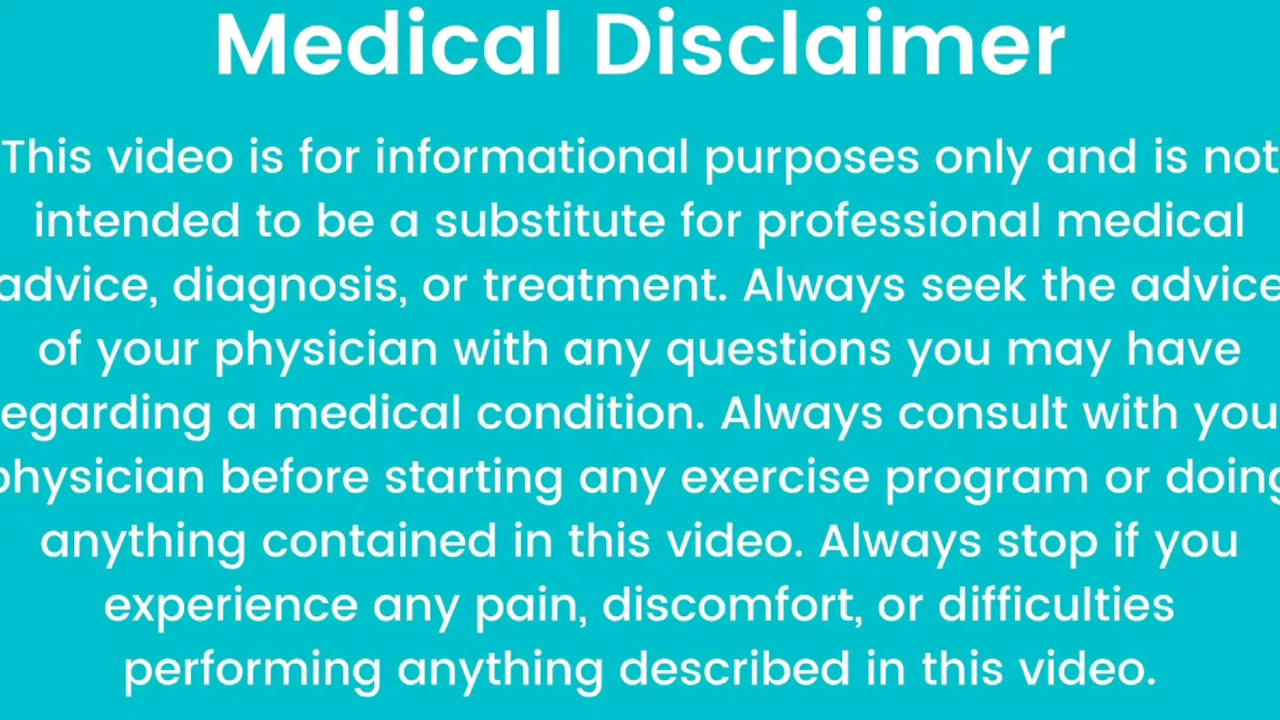 Medical Disclaimer
This video is for informational purposes only and is not
intended to be a substitute for professional medical
advice, diagnosis, or treatment. Always seek the advice
of your physician with any questions you may have
egarding a medical condition. Always consult with you
physician before starting any exercise program or doing
anything contained in this video. Always stop if you
experience any pain, discomfort, or difficulties
performing anything described in this video.